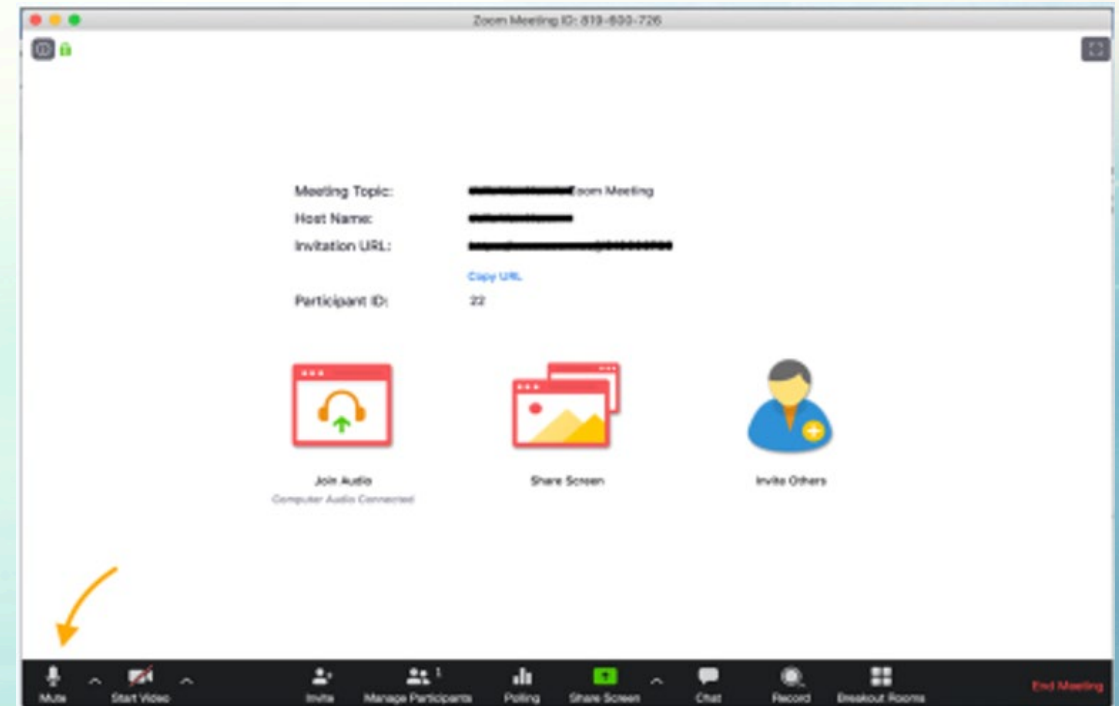 Zoom Meeting ID: 819-600-726
Meeting Topic: Zoom Meeting
Host Name:
Invitation URL:
Copy URL
Participant ID: 22
Join Audio Share Screen Invite Others
Computer Audio Connected
1
Mute Start Video Invite Manage Participants Polling Share Screen Chat Record Breakout Rooms End Meeting